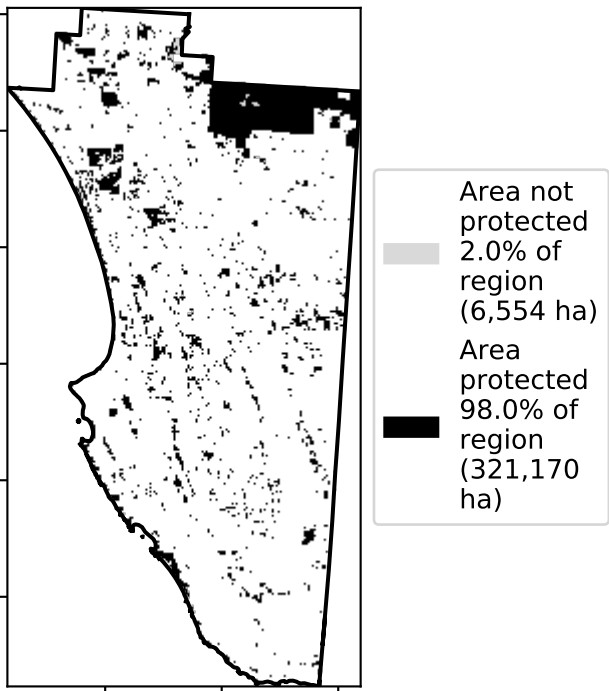 Area not
protected
2.0% of
region
(6,554 ha)
Area
protected
98.0% of
region
(321,170
ha)